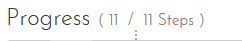 Progress ( 11 / 11 Steps )